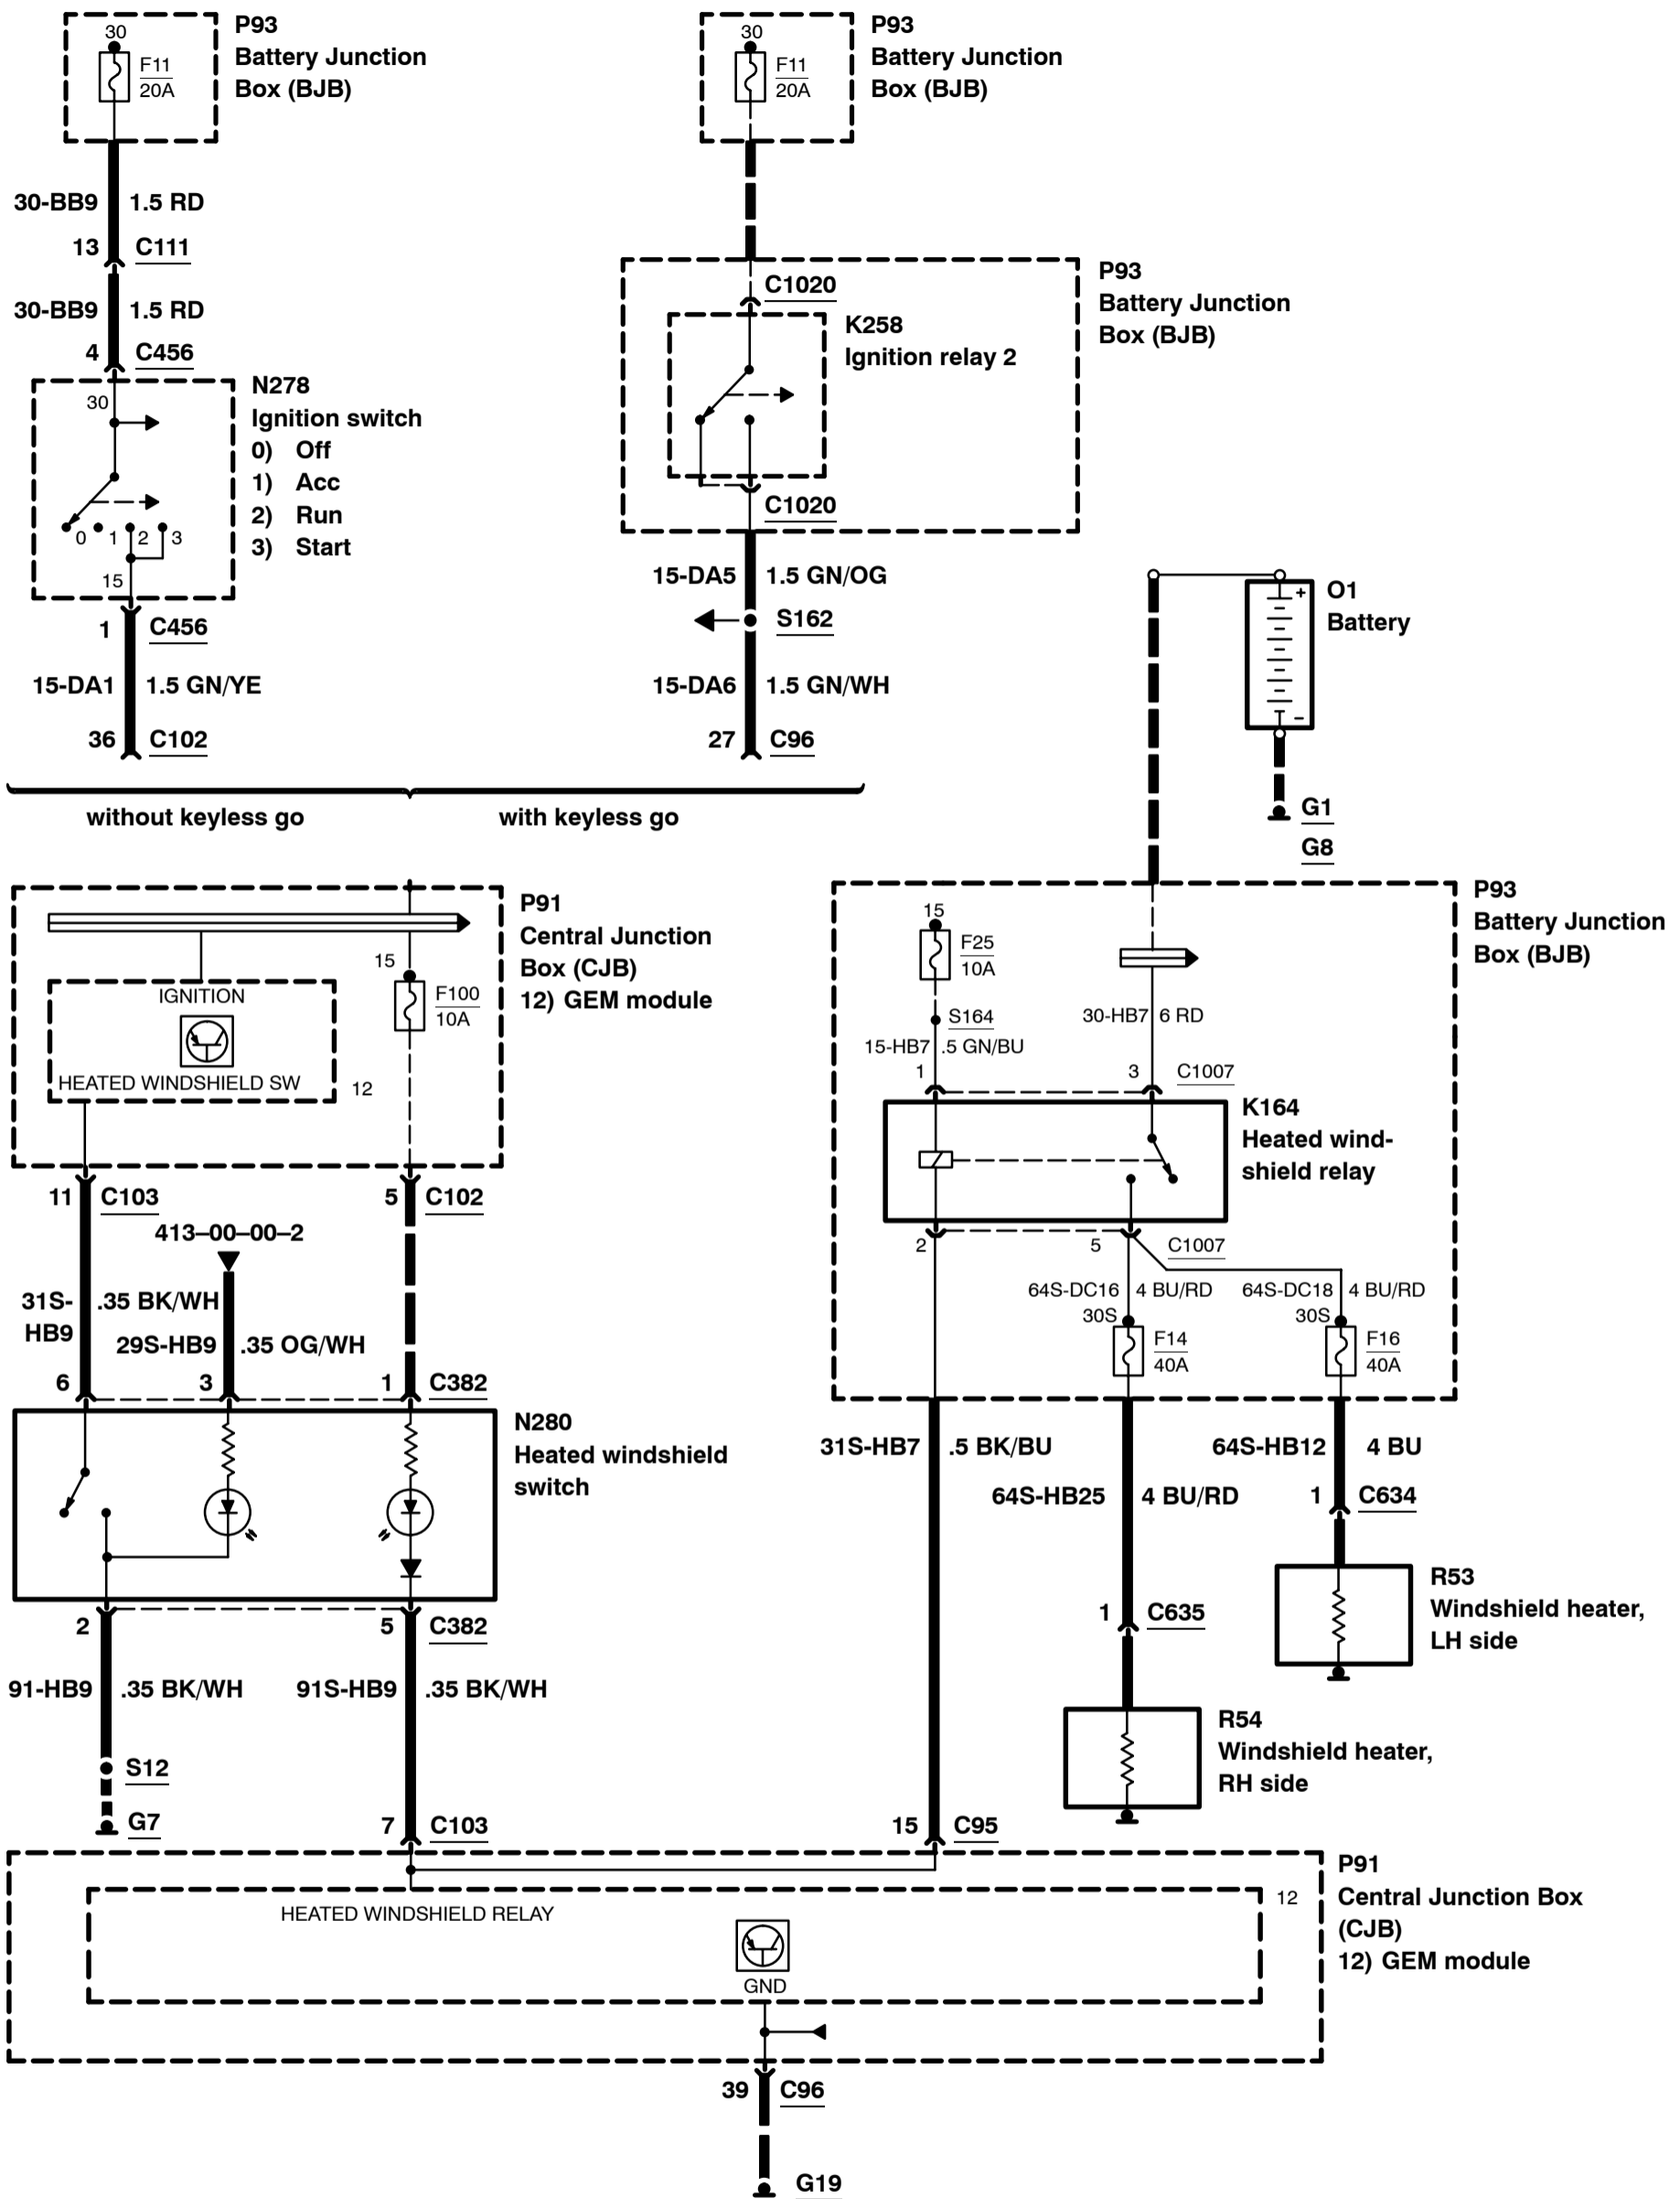 30
F11
20A
P93
Battery Junction
Box (BJB)
30-BB9 1.5 RD
13 C111
30-BB9 1.5 RD
4 C456
30
N278
Ignition switch
0) Off
1) Acc
2) Run
3) Start
0 1 2 3
15
1 C456
15-DA1 1.5 GN/YE
36 C102
30
F11
20A
P93
Battery Junction
Box (BJB)
C1020
K258
Ignition relay 2
P93
Battery Junction
Box (BJB)
C1020
15-DA5 1.5 GN/OG
S162
15-DA6 1.5 GN/WH
27 C96
without keyless go with keyless go
+
−
O1
Battery
G1
G8
P91
Central Junction
Box (CJB)
12) GEM module
15
F100
10A
IGNITION
HEATED WINDSHIELD SW
12
11 C103
5 C102
413–00–00–2
31S-
HB9
.35 BK/WH
29S-HB9 .35 OG/WH
6 3 1 C382
N280
Heated windshield
switch
2 5 C382
91-HB9 .35 BK/WH
91S-HB9 .35 BK/WH
S12
G7
7 C103
P93
Battery Junction
Box (BJB)
15
F25
10A
S164
15-HB7 .5 GN/BU
30-HB7 6 RD
1 3 C1007
K164
Heated wind-
shield relay
2 5 C1007
64S-DC16 4 BU/RD
64S-DC18 4 BU/RD
30S
F14
40A
30S
F16
40A
31S-HB7 .5 BK/BU
64S-HB12 4 BU
64S-HB25 4 BU/RD
1 C634
R53
Windshield heater,
LH side
1 C635
R54
Windshield heater,
RH side
15 C95
P91
Central Junction Box
(CJB)
12) GEM module
12
HEATED WINDSHIELD RELAY
GND
39 C96
G19